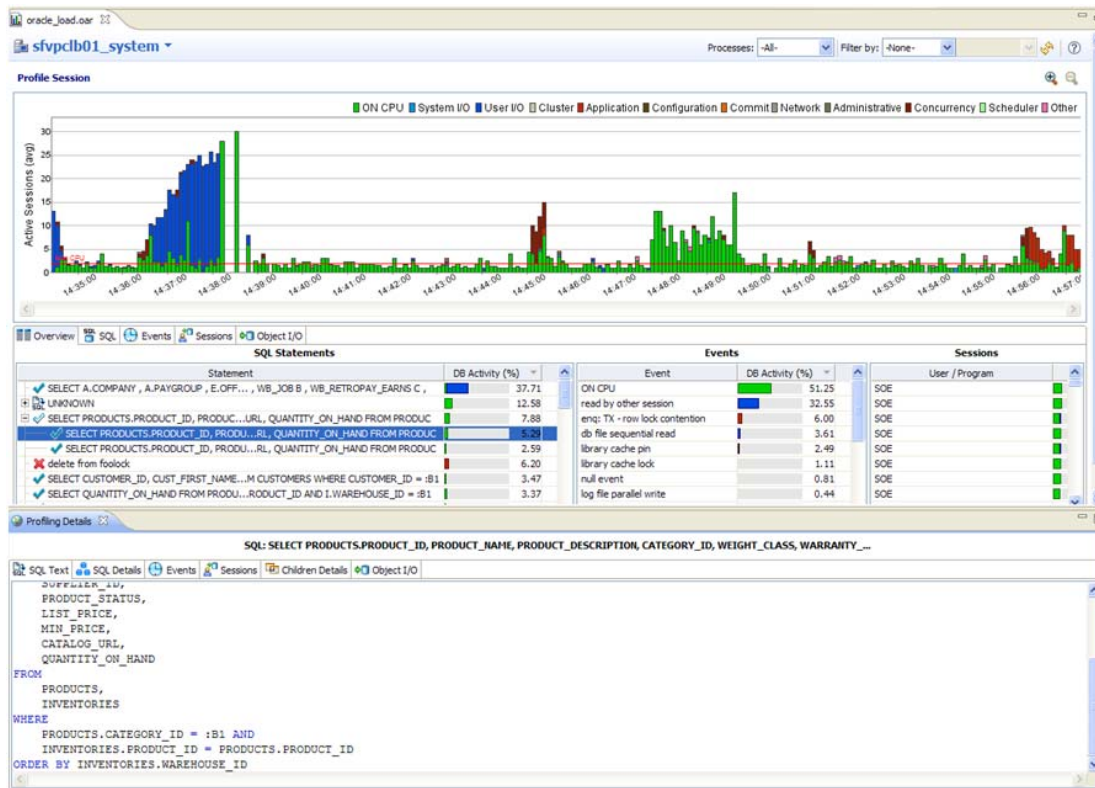 oracle_load.oar
sfvpclb01_system
Processes: -All- Filter by: -None-
Profile Session
ON CPU System I/O User I/O Cluster Application Configuration Commit Network Administrative Concurrency Scheduler Other
Active Sessions (avg)
30
25
20
15
10
5
0
CPU
14:35:00 14:36:00 14:37:00 14:38:00 14:39:00 14:40:00 14:41:00 14:42:00 14:43:00 14:44:00 14:45:00 14:46:00 14:47:00 14:48:00 14:49:00 14:50:00 14:51:00 14:52:00 14:53:00 14:54:00 14:55:00 14:56:00 14:57:0
Overview SQL Events Sessions Object I/O
SQL Statements Events Sessions
Statement DB Activity (%) Event DB Activity (%) User / Program
SELECT A.COMPANY , A.PAYGROUP , E.OFF... , WB_JOB B , WB_RETROPAY_EARNS C , 37.71 ON CPU 51.25 SOE
UNKNOWN 12.58 read by other session 32.55 SOE
SELECT PRODUCTS.PRODUCT_ID, PRODUC...URL, QUANTITY_ON_HAND FROM PRODUC 7.88 enq: TX - row lock contention 6.00 SOE
SELECT PRODUCTS.PRODUCT_ID, PRODU...RL, QUANTITY_ON_HAND FROM PRODUC 5.29 db file sequential read 3.61 SOE
SELECT PRODUCTS.PRODUCT_ID, PRODU...RL, QUANTITY_ON_HAND FROM PRODUC 2.59 library cache pin 2.49 SOE
delete from foolock 6.20 library cache lock 1.11 SOE
SELECT CUSTOMER_ID, CUST_FIRST_NAME...M CUSTOMERS WHERE CUSTOMER_ID = :B1 3.47 null event 0.81 SOE
SELECT QUANTITY_ON_HAND FROM PRODU...RODUCT_ID AND I.WAREHOUSE_ID = :B1 3.37 log file parallel write 0.44 SOE
Profiling Details
SQL: SELECT PRODUCTS.PRODUCT_ID, PRODUCT_NAME, PRODUCT_DESCRIPTION, CATEGORY_ID, WEIGHT_CLASS, WARRANTY_...
SQL Text SQL Details Events Sessions Children Details Object I/O
SUPPLIER_ID,
PRODUCT_STATUS,
LIST_PRICE,
MIN_PRICE,
CATALOG_URL,
QUANTITY_ON_HAND
FROM
PRODUCTS,
INVENTORIES
WHERE
PRODUCTS.CATEGORY_ID = :B1 AND
INVENTORIES.PRODUCT_ID = PRODUCTS.PRODUCT_ID
ORDER BY INVENTORIES.WAREHOUSE_ID